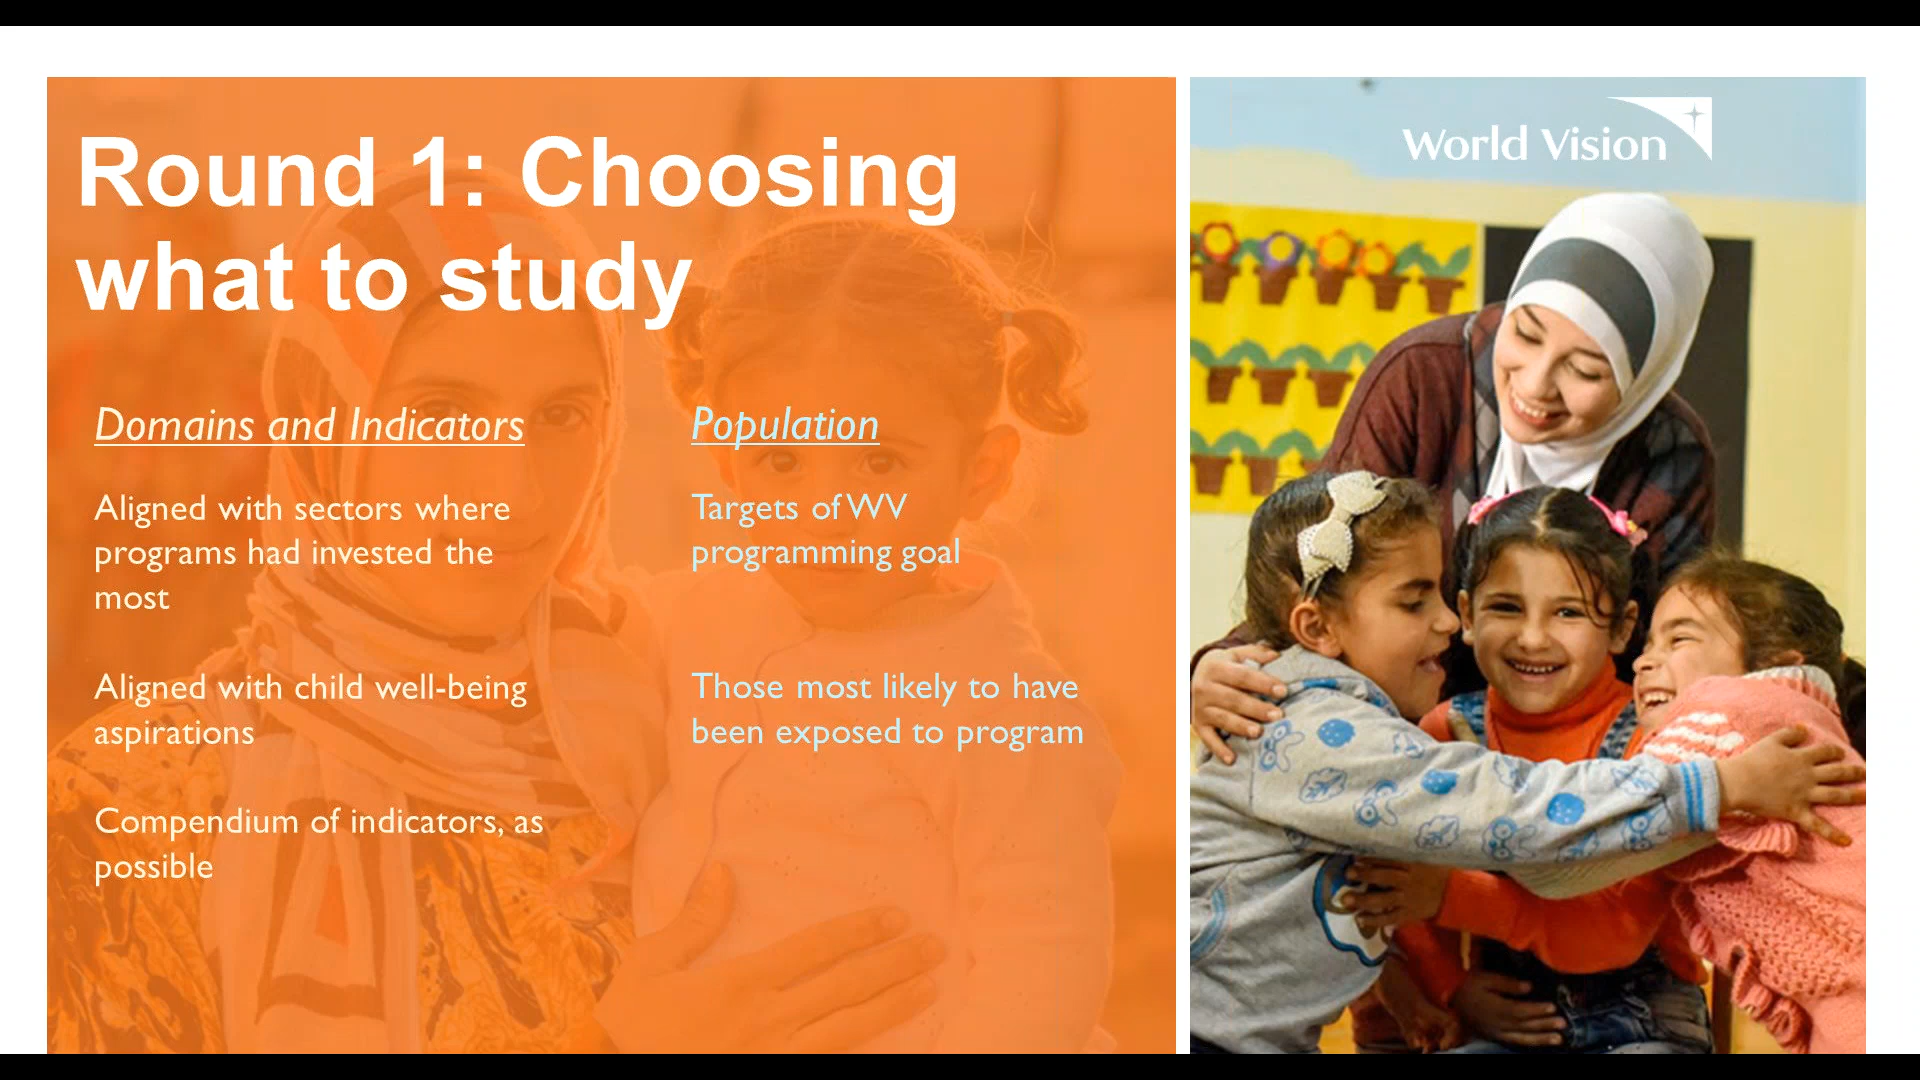 World Vision
Round 1: Choosing
what to study
Domains and Indicators
Aligned with sectors where
programs had invested the
most
Aligned with child well-being
aspirations
Compendium of indicators, as
possible
Population
Targets of WV
programming goal
Those most likely to have
been exposed to program